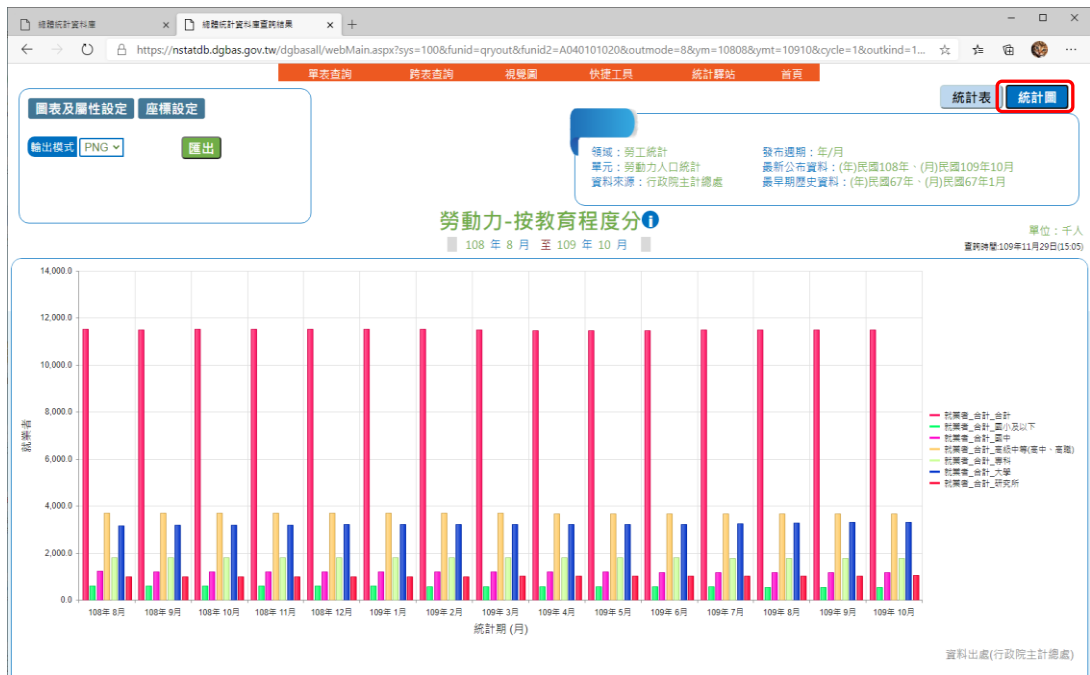 總體統計資料庫
總體統計資料庫查詢結果
https://nstatdb.dgbas.gov.tw/dgbasall/webMain.aspx?sys=100&funid=qryout&funid2=A040101020&outmode=8&ym=10808&ymt=10910&cycle=1&outkind=1...
單表查詢 跨表查詢 視覺圖 快捷工具 統計驛站 首頁
統計表 統計圖
圖表及屬性設定 座標設定
輸出模式 PNG 匯出
領域：勞工統計
單元：勞動力人口統計
資料來源：行政院主計總處
發布週期：年/月
最新公布資料：(年)民國108年、(月)民國109年10月
最早期歷史資料：(年)民國67年、(月)民國67年1月
勞動力-按教育程度分
108 年 8 月 至 109 年 10 月
單位：千人
查詢時間:109年11月29日(15:05)
14,000.0
12,000.0
10,000.0
8,000.0
6,000.0
4,000.0
2,000.0
0.0
就業者
108年 8月 108年 9月 108年 10月 108年 11月 108年 12月 109年 1月 109年 2月 109年 3月 109年 4月 109年 5月 109年 6月 109年 7月 109年 8月 109年 9月 109年 10月
統計期 (月)
就業者_合計_合計
就業者_合計_國小及以下
就業者_合計_國中
就業者_合計_高級中等(高中、高職)
就業者_合計_專科
就業者_合計_大學
就業者_合計_研究所
資料出處(行政院主計總處)